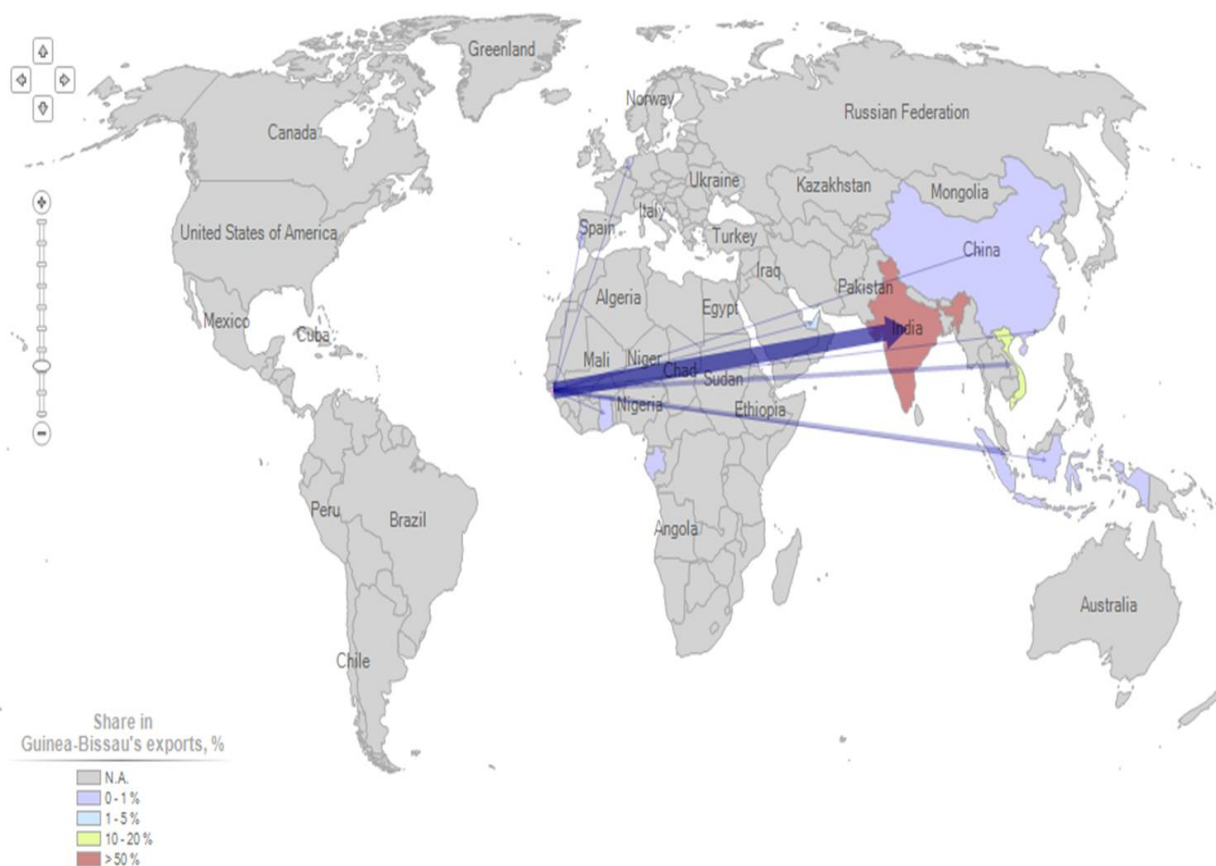 Greenland
Norway
Russian Federation
Canada
Ukraine
Kazakhstan
Mongolia
United States of America
Spain
Italy
Turkey
China
Iraq
Pakistan
Algeria
Egypt
Mexico
Cuba
India
Mali
Niger
Chad
Sudan
Nigeria
Ethiopia
Peru
Brazil
Angola
Australia
Chile
Share in
Guinea-Bissau's exports, %
N.A.
0 - 1 %
1 - 5 %
10 - 20 %
> 50 %